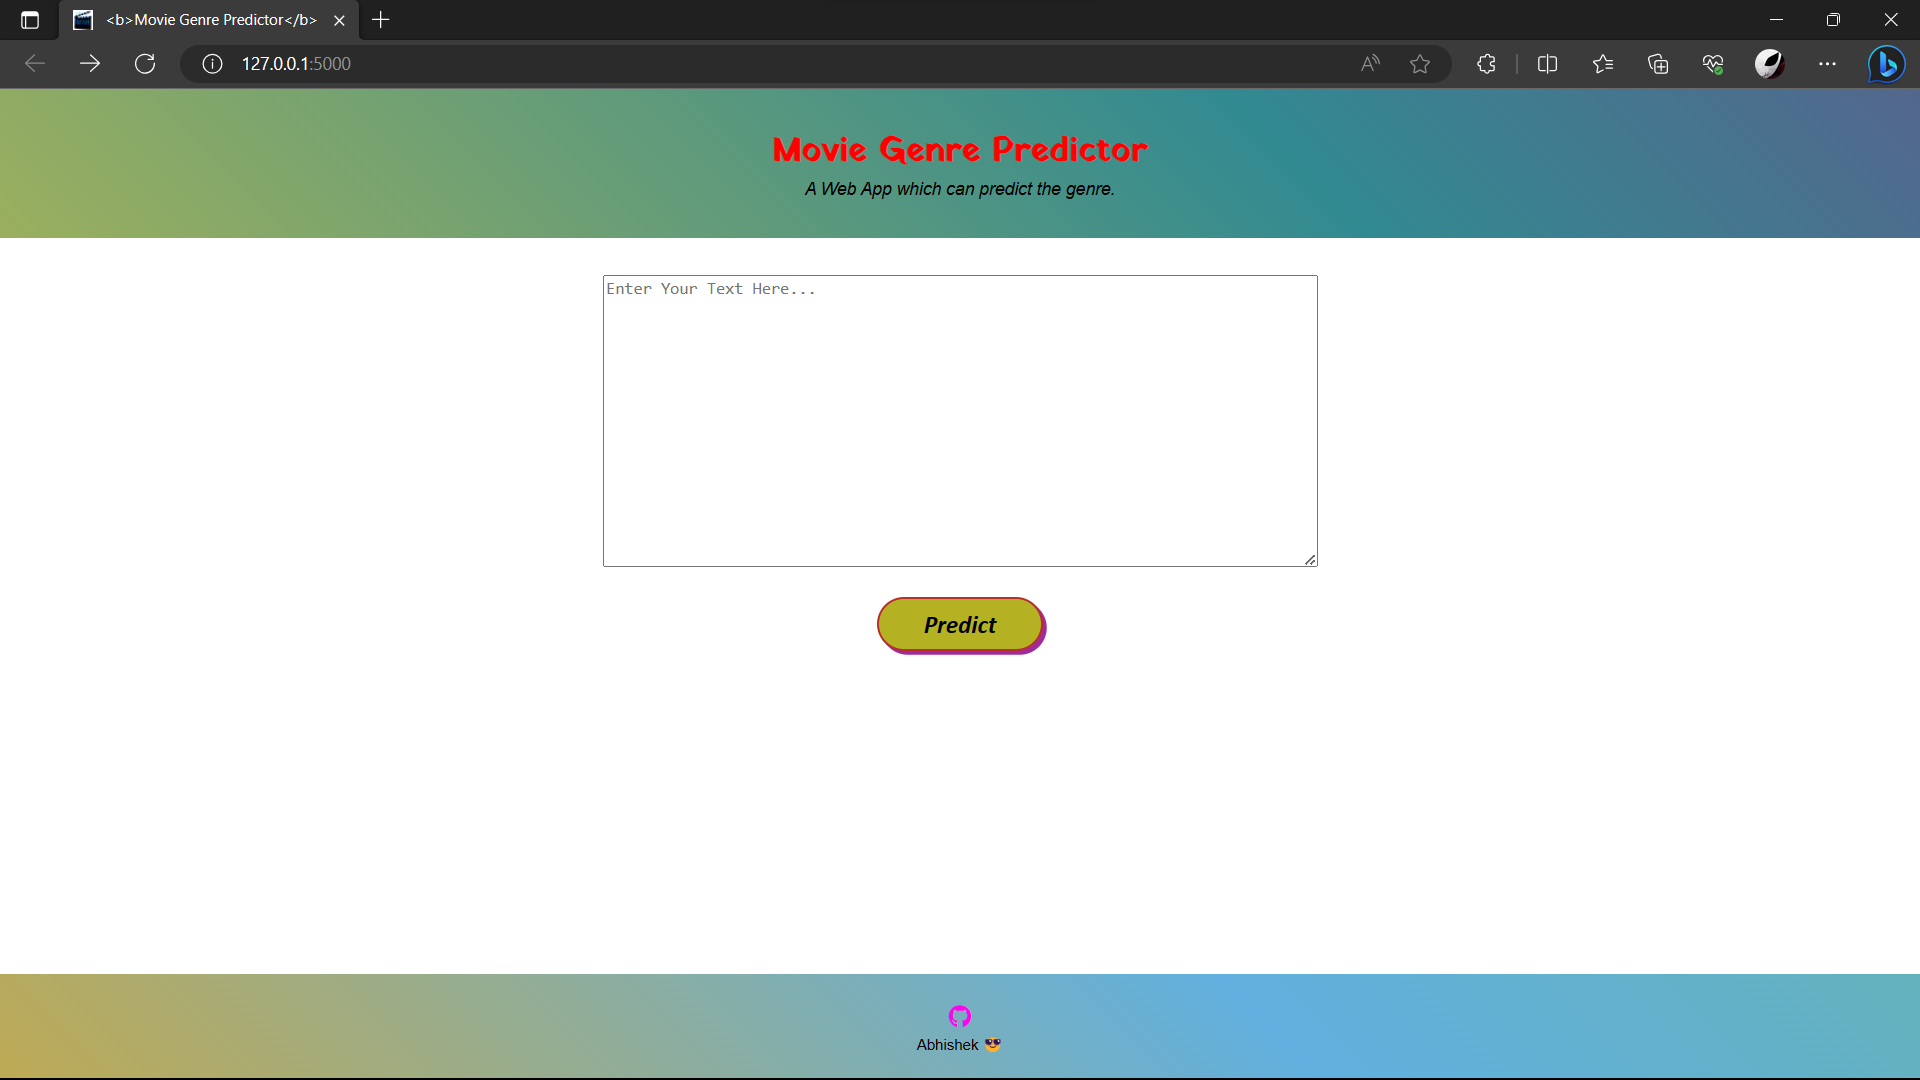 <b>Movie Genre Predictor</b>
127.0.0.1:5000
Movie Genre Predictor
A Web App which can predict the genre.
Enter Your Text Here...
Predict
Abhishek 😎